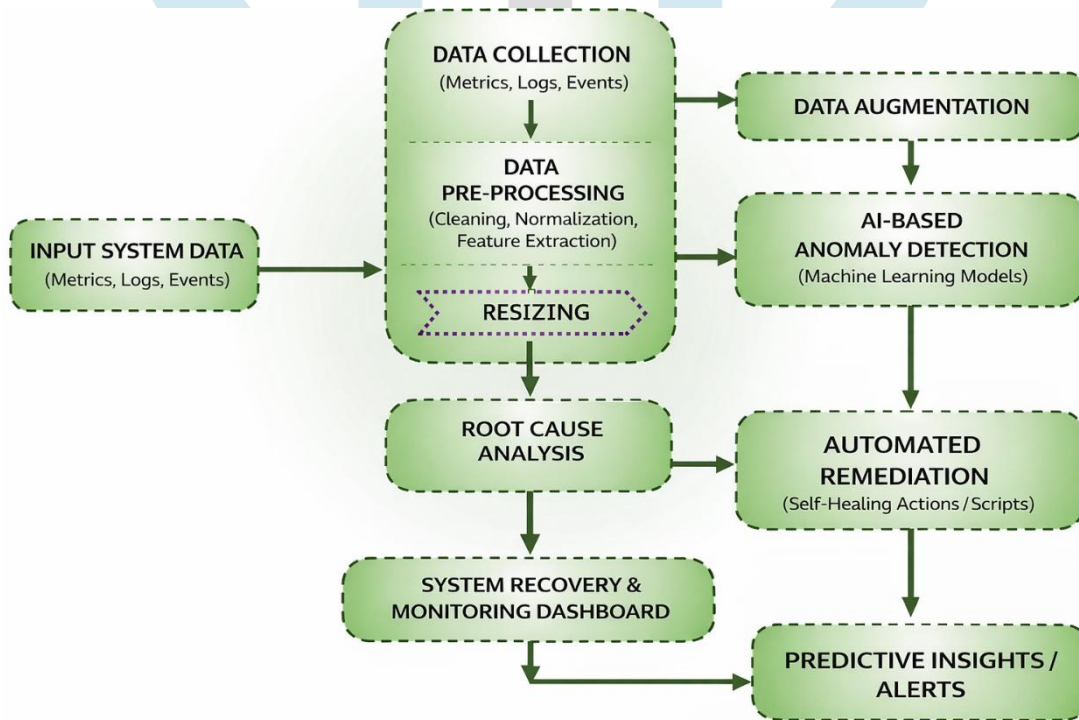 DATA COLLECTION
(Metrics, Logs, Events)
DATA
PRE-PROCESSING
(Cleaning, Normalization,
Feature Extraction)
RESIZING
INPUT SYSTEM DATA
(Metrics, Logs, Events)
DATA AUGMENTATION
AI-BASED
ANOMALY DETECTION
(Machine Learning Models)
ROOT CAUSE
ANALYSIS
AUTOMATED
REMEDIATION
(Self-Healing Actions / Scripts)
SYSTEM RECOVERY &
MONITORING DASHBOARD
PREDICTIVE INSIGHTS /
ALERTS